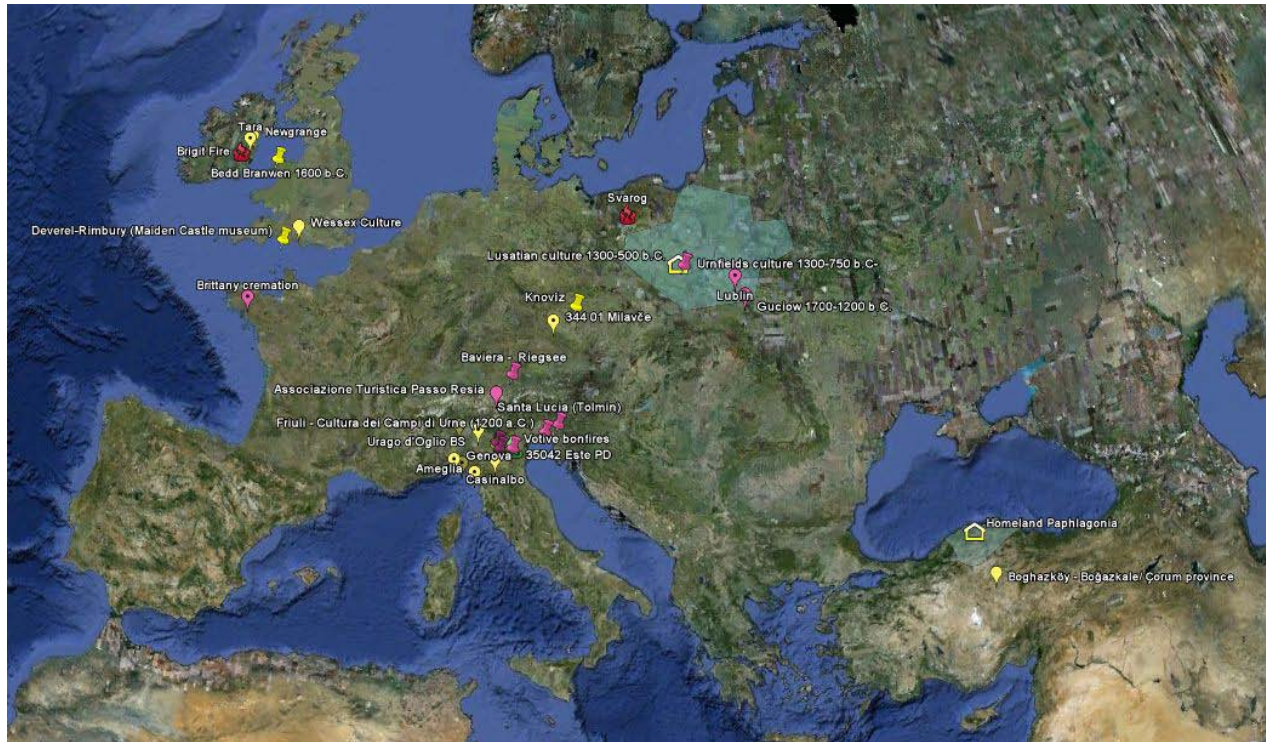 Tara
Newgrange
Brigit Fire
Bedd Branwen 1600 b.C.
Svarog
Wessex Culture
Deverel-Rimbury (Maiden Castle museum)
Lusatian culture 1300-500 b.C.
Urnfields culture 1300-750 b.C-
Brittany cremation
Lublin
Knoviz
Guciow 1700-1200 b.C.
344 01 Milavče
Baviera - Riegsee
Associazione Turistica Passo Resia
Santa Lucia (Tolmin)
Friuli - Cultura dei Campi di Urne (1200 a.C.)
Urago d'Oglio BS
Votive bonfires
Genova
35042 Este PD
Ameglia
Casinalbo
Homeland Paphlagonia
Boghazköy - Boğazkale/ Çorum province